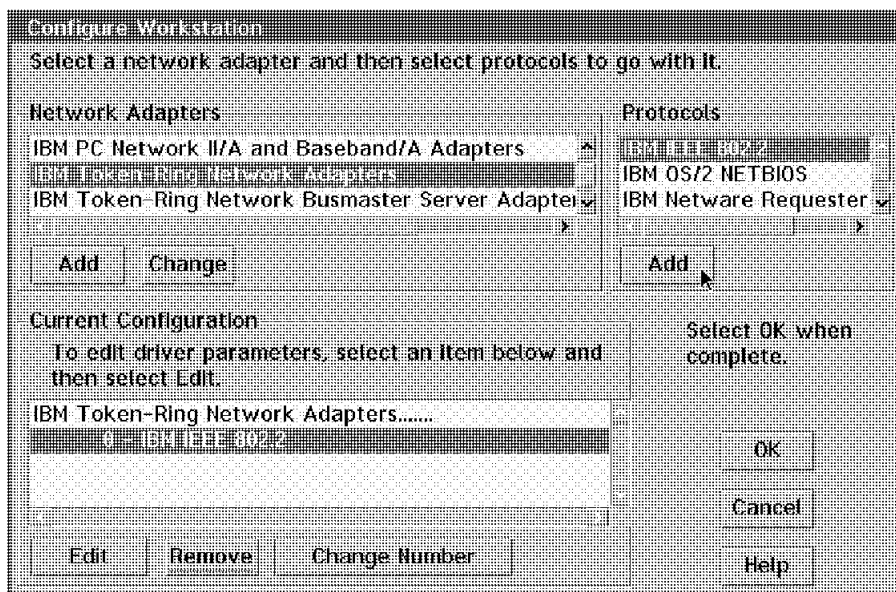 Configure Workstation
Select a network adapter and then select protocols to go with it.
Network Adapters
Protocols
IBM PC Network II/A and Baseband/A Adapters
IBM Token-Ring Network Adapters
IBM Token-Ring Network Busmaster Server Adapter
IBM IEEE 802.2
IBM OS/2 NETBIOS
IBM Netware Requester
Add
Change
Add
Current Configuration
To edit driver parameters, select an item below and
then select Edit.
Select OK when
complete.
IBM Token-Ring Network Adapters.......
0 - IBM IEEE 802.2
OK
Cancel
Edit
Remove
Change Number
Help